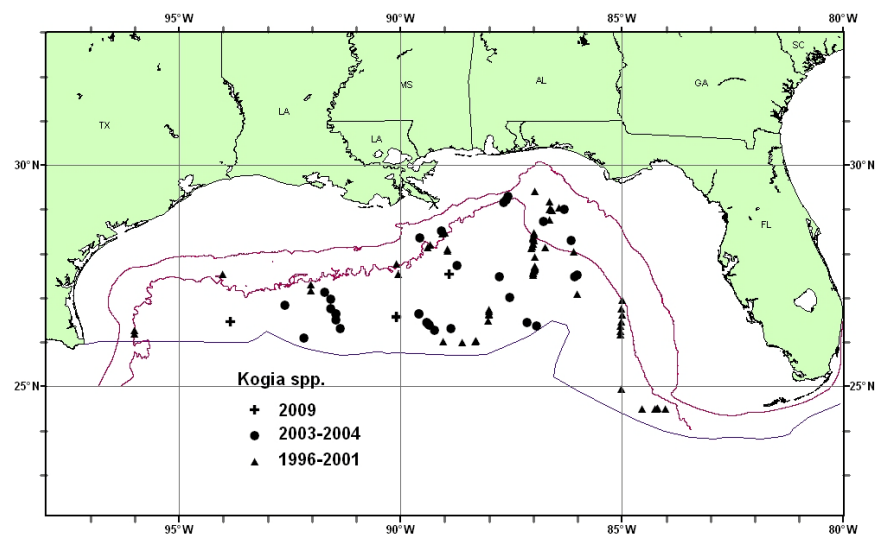 95°W 90°W 85°W 80°W
SC
MS AL GA
LA
TX
LA
30°N 30°N
FL
25°N 25°N
Kogia spp.
2009
2003-2004
1996-2001
95°W 90°W 85°W 80°W